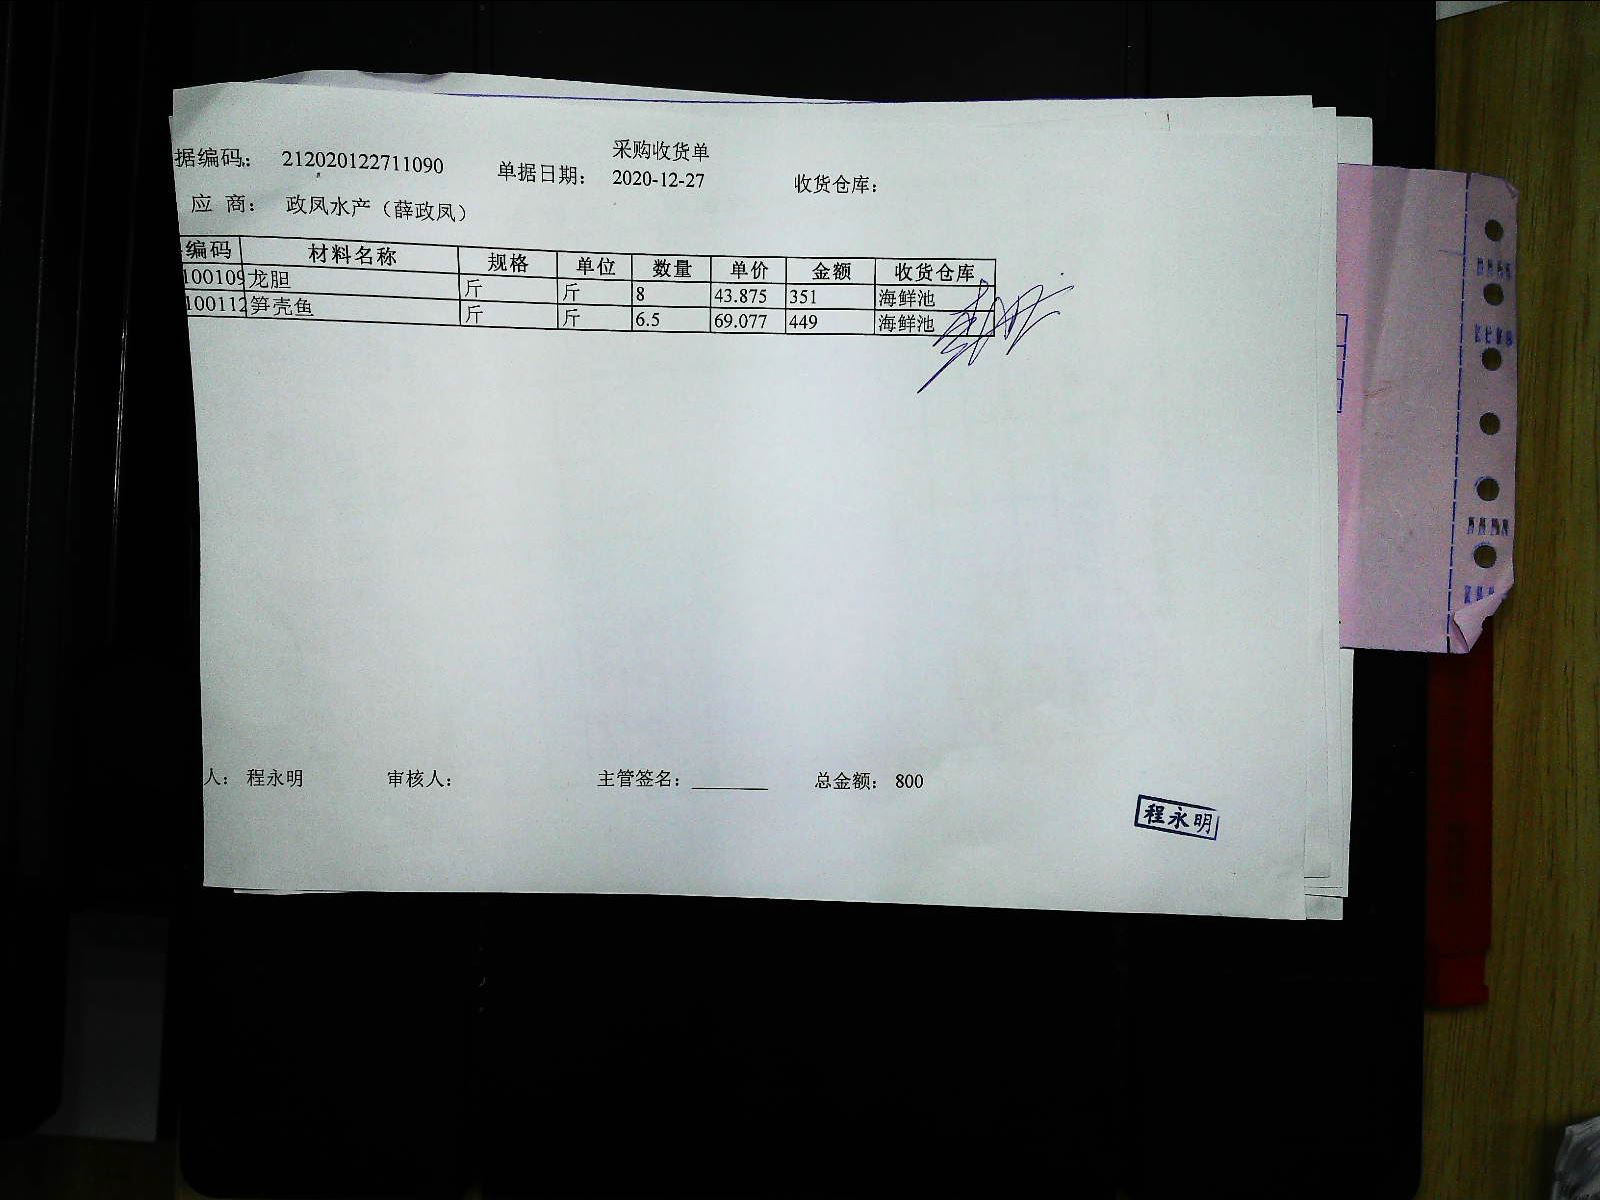 采购收货单
据编码： 212020122711090 单据日期： 2020-12-27 收货仓库：
应 商： 政凤水产（薛政凤）
编码 材料名称 规格 单位 数量 单价 金额 收货仓库
100109 龙胆 斤 斤 8 43.875 351 海鲜池
100112 笋壳鱼 斤 斤 6.5 69.077 449 海鲜池
人： 程永明 审核人： 主管签名：________ 总金额： 800
程永明